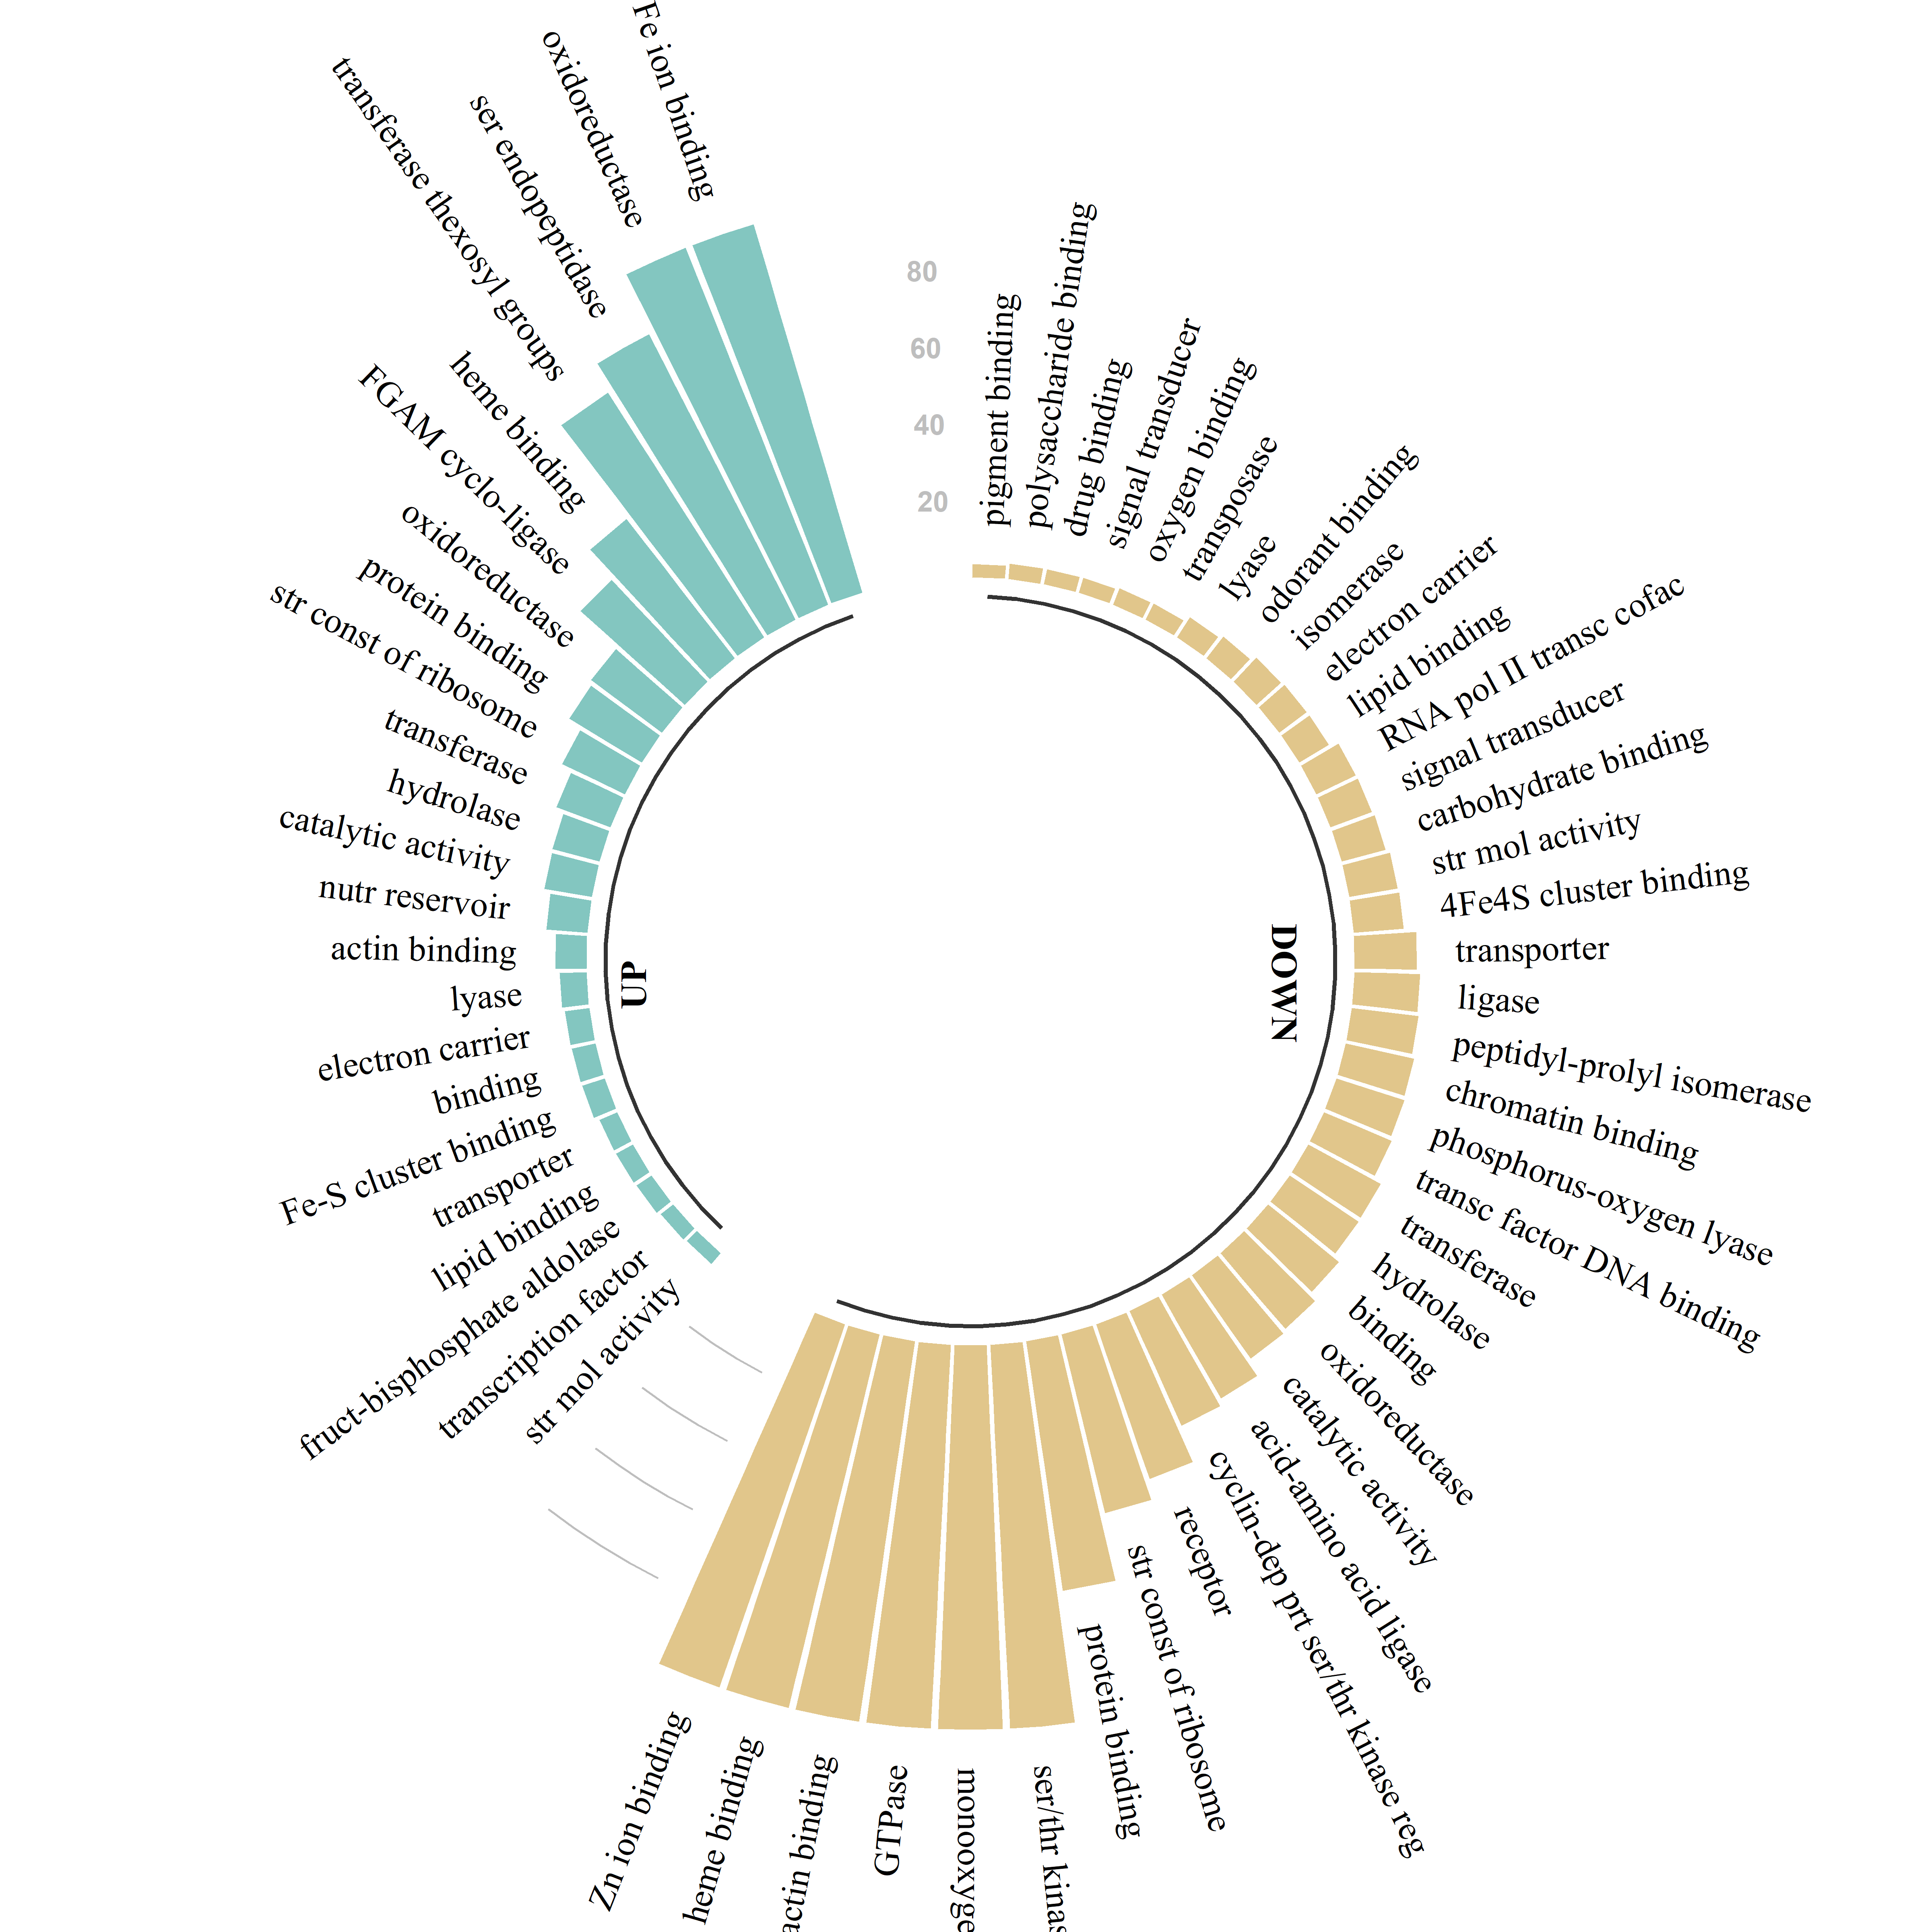 80
60
40
20
pigment binding
polysaccharide binding
drug binding
signal transducer
oxygen binding
transposase
lyase
odorant binding
isomerase
electron carrier
lipid binding
RNA pol II transc cofac
signal transducer
carbohydrate binding
str mol activity
4Fe4S cluster binding
transporter
ligase
peptidyl-prolyl isomerase
chromatin binding
phosphorus-oxygen lyase
transc factor DNA binding
transferase
hydrolase
binding
oxidoreductase
catalytic activity
acid-amino acid ligase
cyclin-dep prt ser/thr kinase reg
receptor
str const of ribosome
protein binding
ser/thr kinas
monooxyge
GTPase
actin binding
heme binding
Zn ion binding
str mol activity
transcription factor
fruct-bisphosphate aldolase
lipid binding
transporter
Fe-S cluster binding
binding
electron carrier
lyase
actin binding
nutr reservoir
catalytic activity
hydrolase
transferase
str const of ribosome
protein binding
oxidoreductase
FGAM cyclo-ligase
heme binding
transferase thexosyl groups
ser endopeptidase
oxidoreductase
Fe ion binding
UP
DOWN